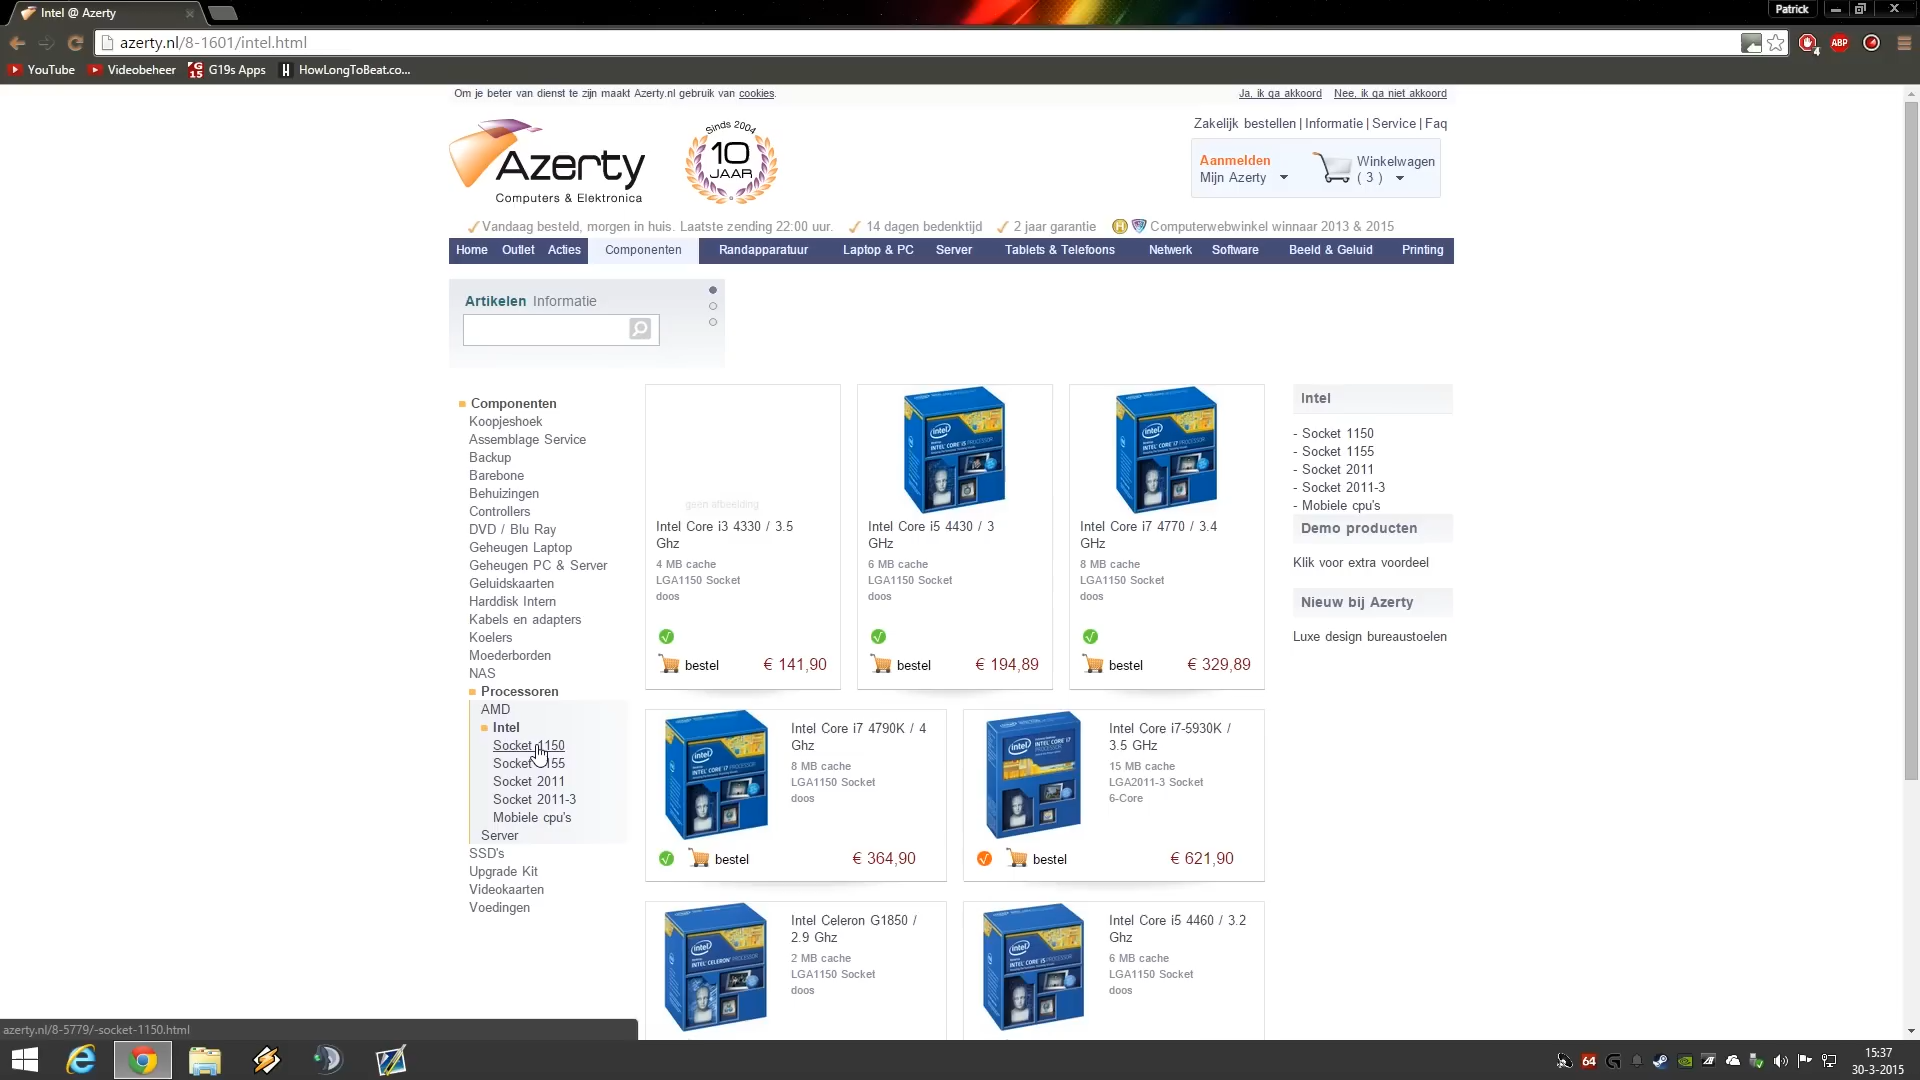 Intel @ Azerty
Patrick
azerty.nl/8-1601/intel.html
4
ABP
YouTube
Videobeheer
G19s Apps
HowLongToBeat.co...
Om je beter van dienst te zijn maakt Azerty.nl gebruik van cookies.
Ja, ik ga akkoord
Nee, ik ga niet akkoord
Azerty
Computers & Elektronica
Sinds 2004
10
JAAR
Zakelijk bestellen | Informatie | Service | Faq
Aanmelden
Mijn Azerty
Winkelwagen
( 3 )
Vandaag besteld, morgen in huis. Laatste zending 22:00 uur.
14 dagen bedenktijd
2 jaar garantie
Computerwebwinkel winnaar 2013 & 2015
Home
Outlet
Acties
Componenten
Randapparatuur
Laptop & PC
Server
Tablets & Telefoons
Netwerk
Software
Beeld & Geluid
Printing
Artikelen Informatie
Componenten
Koopjeshoek
Assemblage Service
Backup
Barebone
Behuizingen
Controllers
DVD / Blu Ray
Geheugen Laptop
Geheugen PC & Server
Geluidskaarten
Harddisk Intern
Kabels en adapters
Koelers
Moederborden
NAS
Processoren
AMD
Intel
Socket 1150
Socket 1155
Socket 2011
Socket 2011-3
Mobiele cpu's
Server
SSD's
Upgrade Kit
Videokaarten
Voedingen
geen afbeelding
Intel Core i3 4330 / 3.5
Ghz
4 MB cache
LGA1150 Socket
doos
bestel
€ 141,90
Intel Core i5 4430 / 3
GHz
6 MB cache
LGA1150 Socket
doos
bestel
€ 194,89
Intel Core i7 4770 / 3.4
GHz
8 MB cache
LGA1150 Socket
doos
bestel
€ 329,89
Intel Core i7 4790K / 4
Ghz
8 MB cache
LGA1150 Socket
doos
bestel
€ 364,90
Intel Core i7-5930K /
3.5 GHz
15 MB cache
LGA2011-3 Socket
6-Core
bestel
€ 621,90
Intel Celeron G1850 /
2.9 Ghz
2 MB cache
LGA1150 Socket
doos
Intel Core i5 4460 / 3.2
Ghz
6 MB cache
LGA1150 Socket
doos
Intel
- Socket 1150
- Socket 1155
- Socket 2011
- Socket 2011-3
- Mobiele cpu's
Demo producten
Klik voor extra voordeel
Nieuw bij Azerty
Luxe design bureaustoelen
azerty.nl/8-5779/-socket-1150.html
64
15:37
30-3-2015